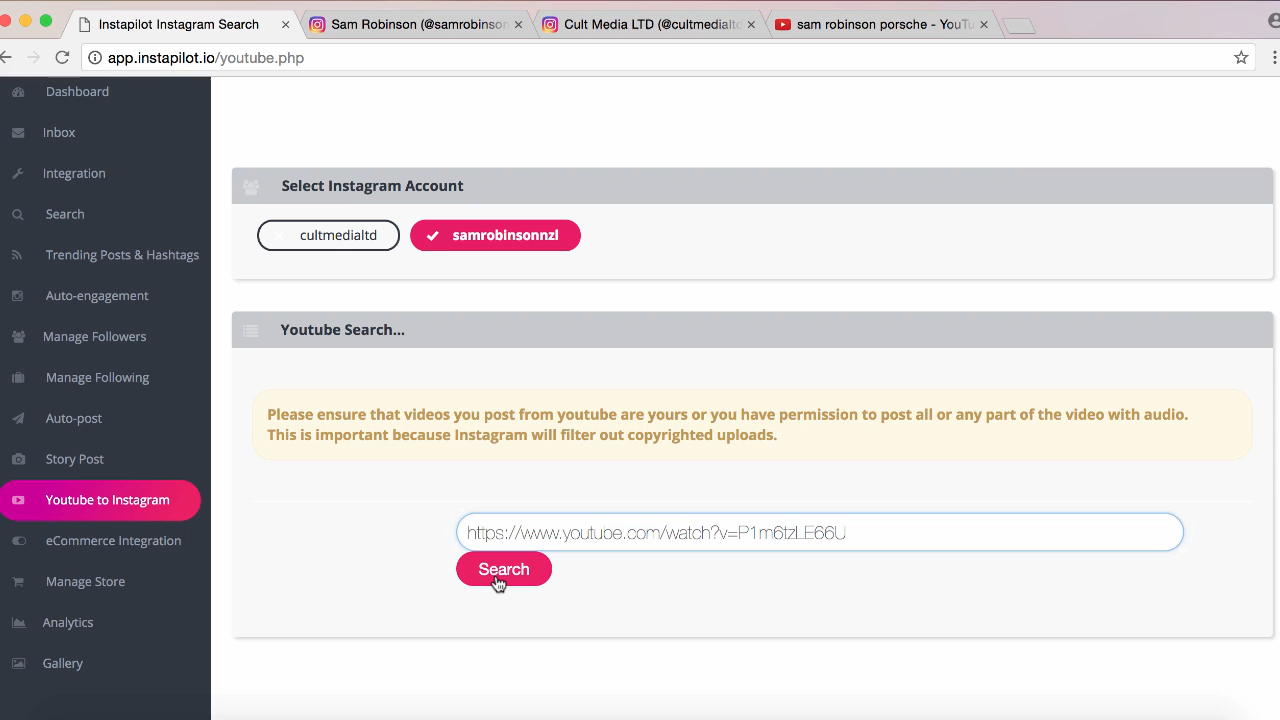 Instapilot Instagram Search
Sam Robinson (@samrobinson
Cult Media LTD (@cultmedialtd
sam robinson porsche - YouTu
app.instapilot.io/youtube.php
Dashboard
Inbox
Integration
Search
Trending Posts & Hashtags
Auto-engagement
Manage Followers
Manage Following
Auto-post
Story Post
Youtube to Instagram
eCommerce Integration
Manage Store
Analytics
Gallery
Select Instagram Account
cultmedialtd
samrobinsonnzl
Youtube Search...
Please ensure that videos you post from youtube are yours or you have permission to post all or any part of the video with audio.
This is important because Instagram will filter out copyrighted uploads.
https://www.youtube.com/watch?v=P1m6tzLE66U
Search